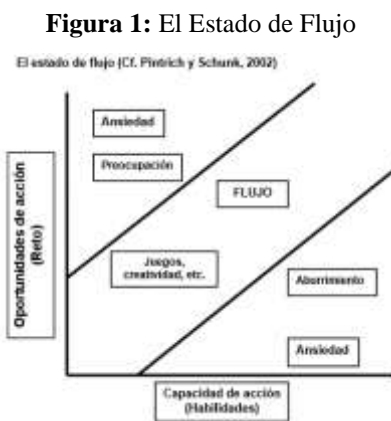 Figura 1: El Estado de Flujo
El estado de flujo (Cf. Pintrich y Schunk, 2002)
Ansiedad
Preocupación
FLUJO
Juegos,
creatividad, etc.
Aburrimiento
Ansiedad
Oportunidades de acción
(Reto)
Capacidad de acción
(Habilidades)